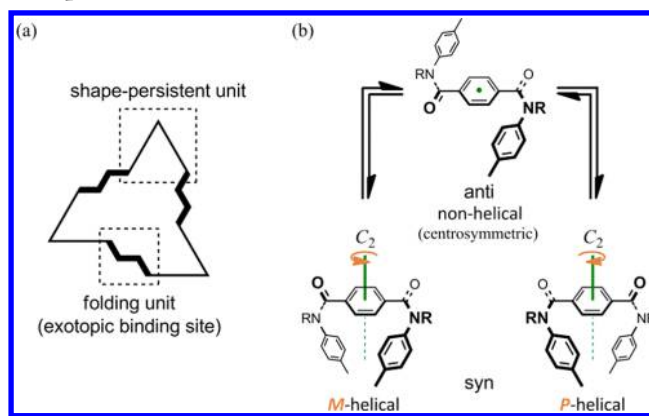 (a)
shape-persistent unit
folding unit
(exotopic binding site)
(b)
RN
O
O
NR
anti
non-helical
(centrosymmetric)
C2
O
O
RN
NR
M-helical
syn
C2
O
O
RN
NR
P-helical